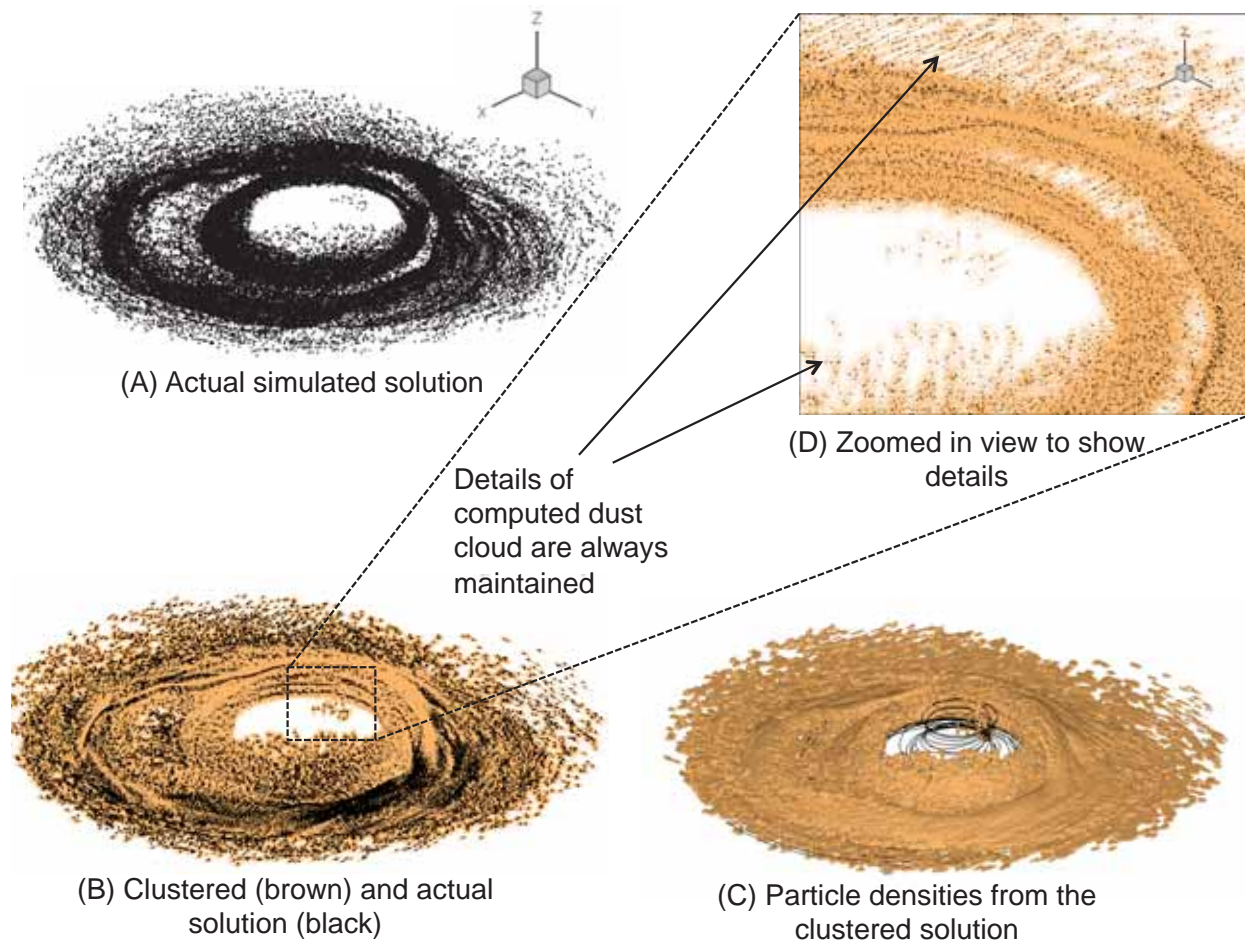 Z
X
Y
(A) Actual simulated solution
Z
(D) Zoomed in view to show
details
Details of
computed dust
cloud are always
maintained
(B) Clustered (brown) and actual
solution (black)
(C) Particle densities from the
clustered solution